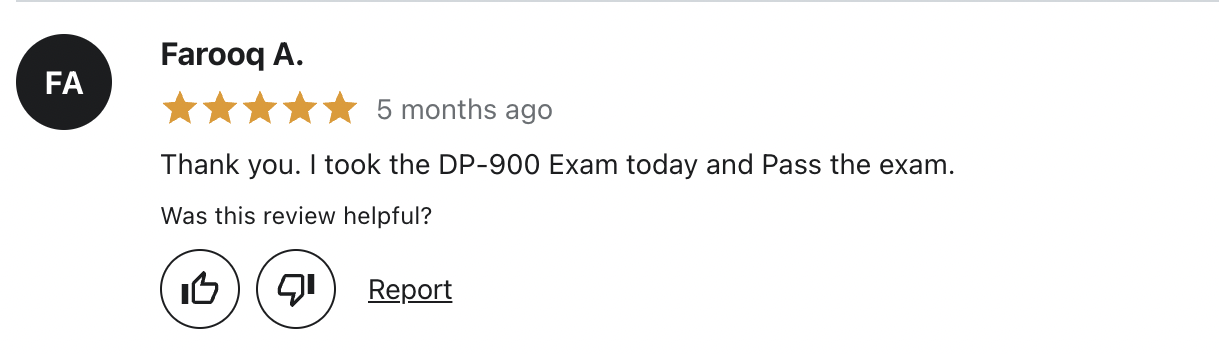 FA
Farooq A.
5 months ago
Thank you. I took the DP-900 Exam today and Pass the exam.
Was this review helpful?
Report